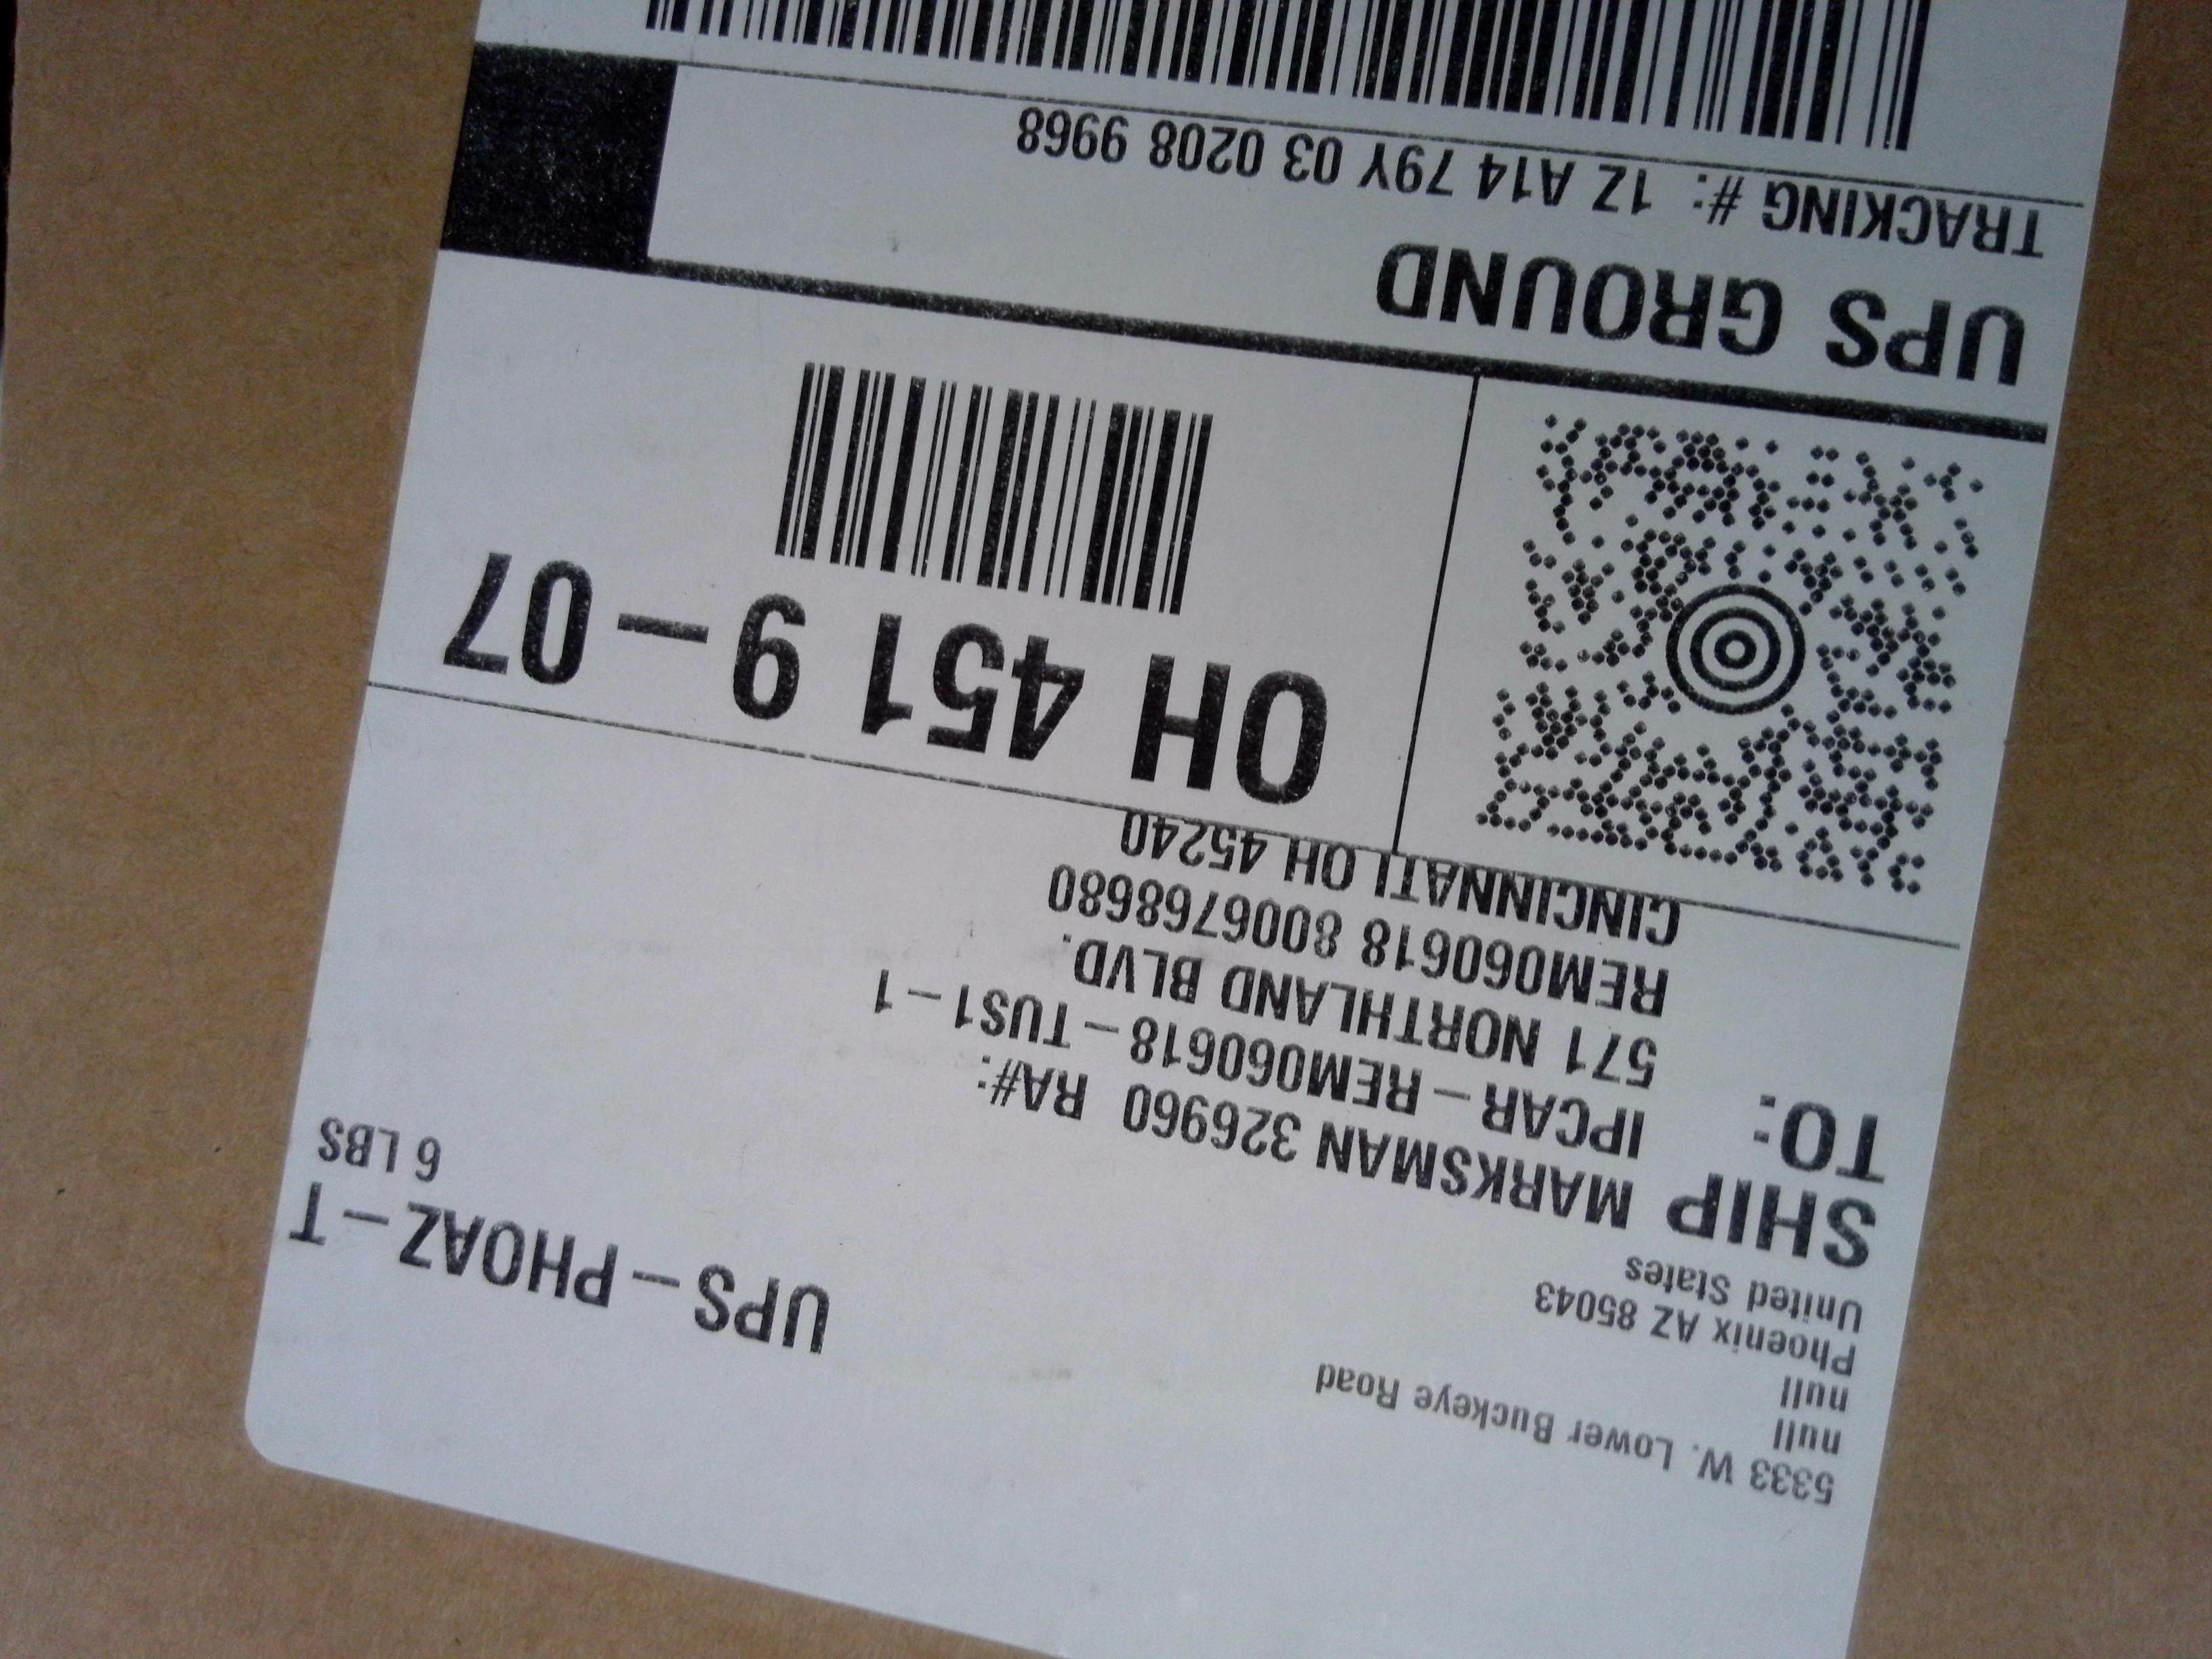 5333 W. Lower Buckeye Road
null
null
Phoenix AZ 85043
United States
UPS-PHOAZ-T
6 LBS
SHIP TO:
MARKSMAN 326960 RA#:
IPCAR-REM060618-TUS1-1
571 NORTHLAND BLVD.
REM060618 8006768680
CINCINNATI OH 45240
OH 451 9-07
UPS GROUND
TRACKING #: 1Z A14 79Y 03 0208 9968